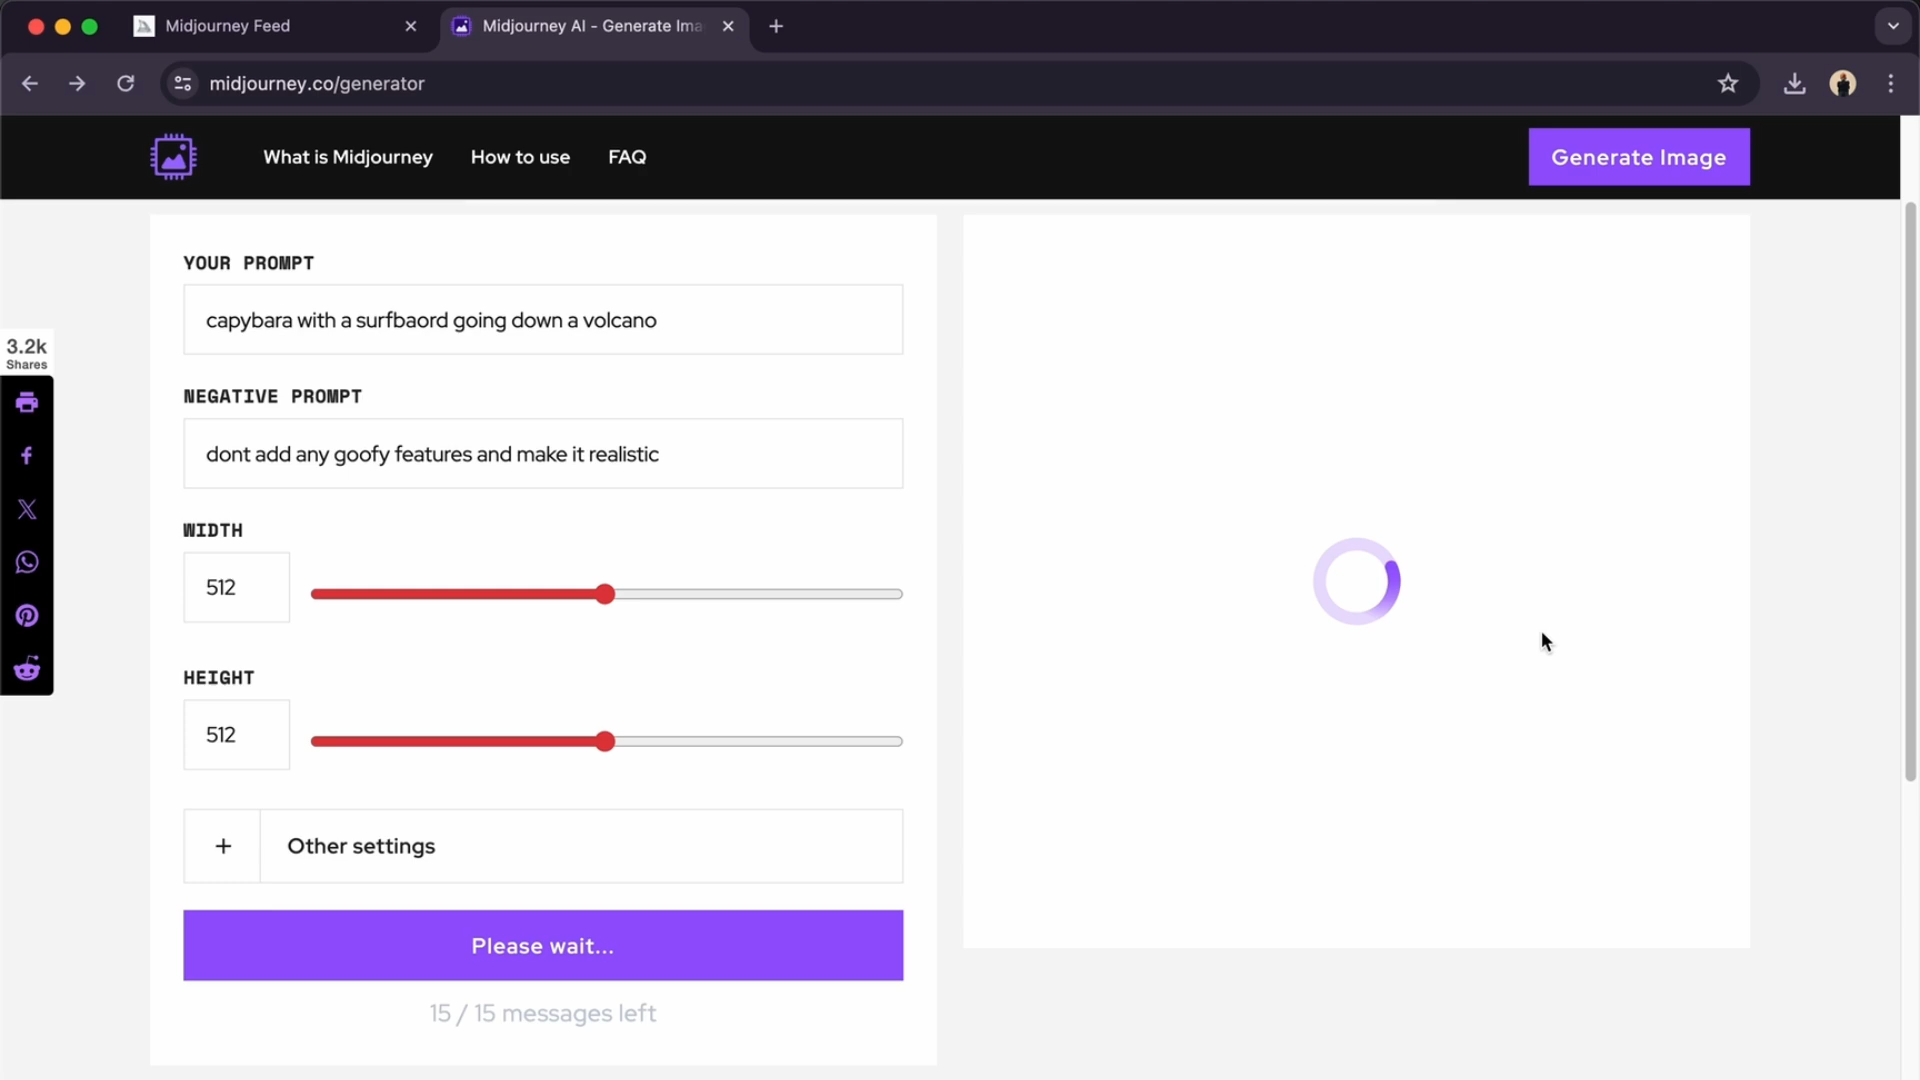 Midjourney Feed
Midjourney AI - Generate Ima
midjourney.co/generator
What is Midjourney
How to use
FAQ
Generate Image
3.2k
Shares
YOUR PROMPT
capybara with a surfbaord going down a volcano
NEGATIVE PROMPT
dont add any goofy features and make it realistic
WIDTH
512
HEIGHT
512
+ Other settings
Please wait...
15 / 15 messages left